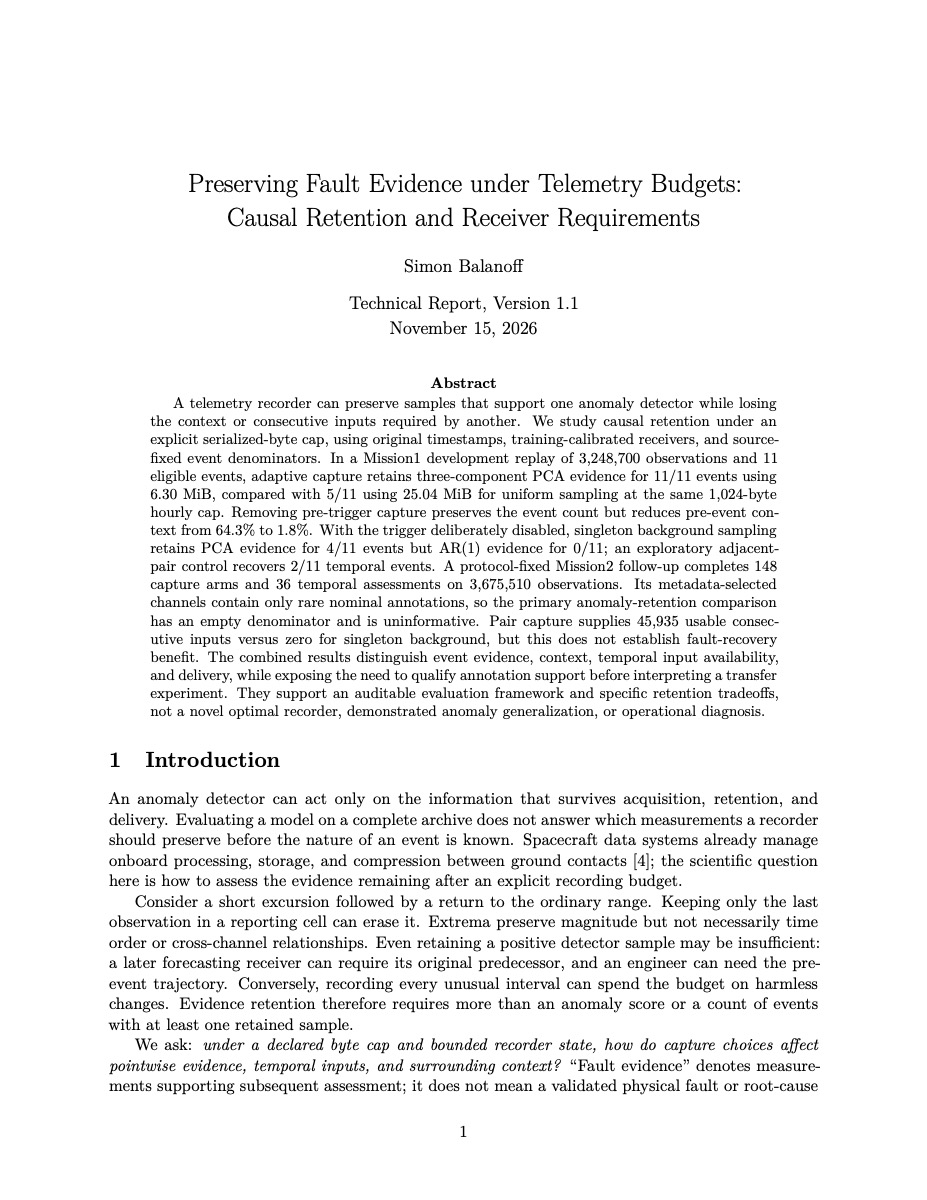 Preserving Fault Evidence under Telemetry Budgets:
Causal Retention and Receiver Requirements
Simon Balanoff
Technical Report, Version 1.1
November 15, 2026
Abstract
A telemetry recorder can preserve samples that support one anomaly detector while losing
the context or consecutive inputs required by another. We study causal retention under an
explicit serialized-byte cap, using original timestamps, training-calibrated receivers, and source-
fixed event denominators. In a Mission1 development replay of 3,248,700 observations and 11
eligible events, adaptive capture retains three-component PCA evidence for 11/11 events using
6.30 MiB, compared with 5/11 using 25.04 MiB for uniform sampling at the same 1,024-byte
hourly cap. Removing pre-trigger capture preserves the event count but reduces pre-event con-
text from 64.3% to 1.8%. With the trigger deliberately disabled, singleton background sampling
retains PCA evidence for 4/11 events but AR(1) evidence for 0/11; an exploratory adjacent-
pair control recovers 2/11 temporal events. A protocol-fixed Mission2 follow-up completes 148
capture arms and 36 temporal assessments on 3,675,510 observations. Its metadata-selected
channels contain only rare nominal annotations, so the primary anomaly-retention comparison
has an empty denominator and is uninformative. Pair capture supplies 45,935 usable consec-
utive inputs versus zero for singleton background, but this does not establish fault-recovery
benefit. The combined results distinguish event evidence, context, temporal input availability,
and delivery, while exposing the need to qualify annotation support before interpreting a transfer
experiment. They support an auditable evaluation framework and specific retention tradeoffs,
not a novel optimal recorder, demonstrated anomaly generalization, or operational diagnosis.
1 Introduction
An anomaly detector can act only on the information that survives acquisition, retention, and
delivery. Evaluating a model on a complete archive does not answer which measurements a recorder
should preserve before the nature of an event is known. Spacecraft data systems already manage
onboard processing, storage, and compression between ground contacts [4]; the scientific question
here is how to assess the evidence remaining after an explicit recording budget.
Consider a short excursion followed by a return to the ordinary range. Keeping only the last
observation in a reporting cell can erase it. Extrema preserve magnitude but not necessarily time
order or cross-channel relationships. Even retaining a positive detector sample may be insufficient:
a later forecasting receiver can require its original predecessor, and an engineer can need the pre-
event trajectory. Conversely, recording every unusual interval can spend the budget on harmless
changes. Evidence retention therefore requires more than an anomaly score or a count of events
with at least one retained sample.
We ask: under a declared byte cap and bounded recorder state, how do capture choices affect
pointwise evidence, temporal inputs, and surrounding context? “Fault evidence” denotes measure-
ments supporting subsequent assessment; it does not mean a validated physical fault or root-cause
1